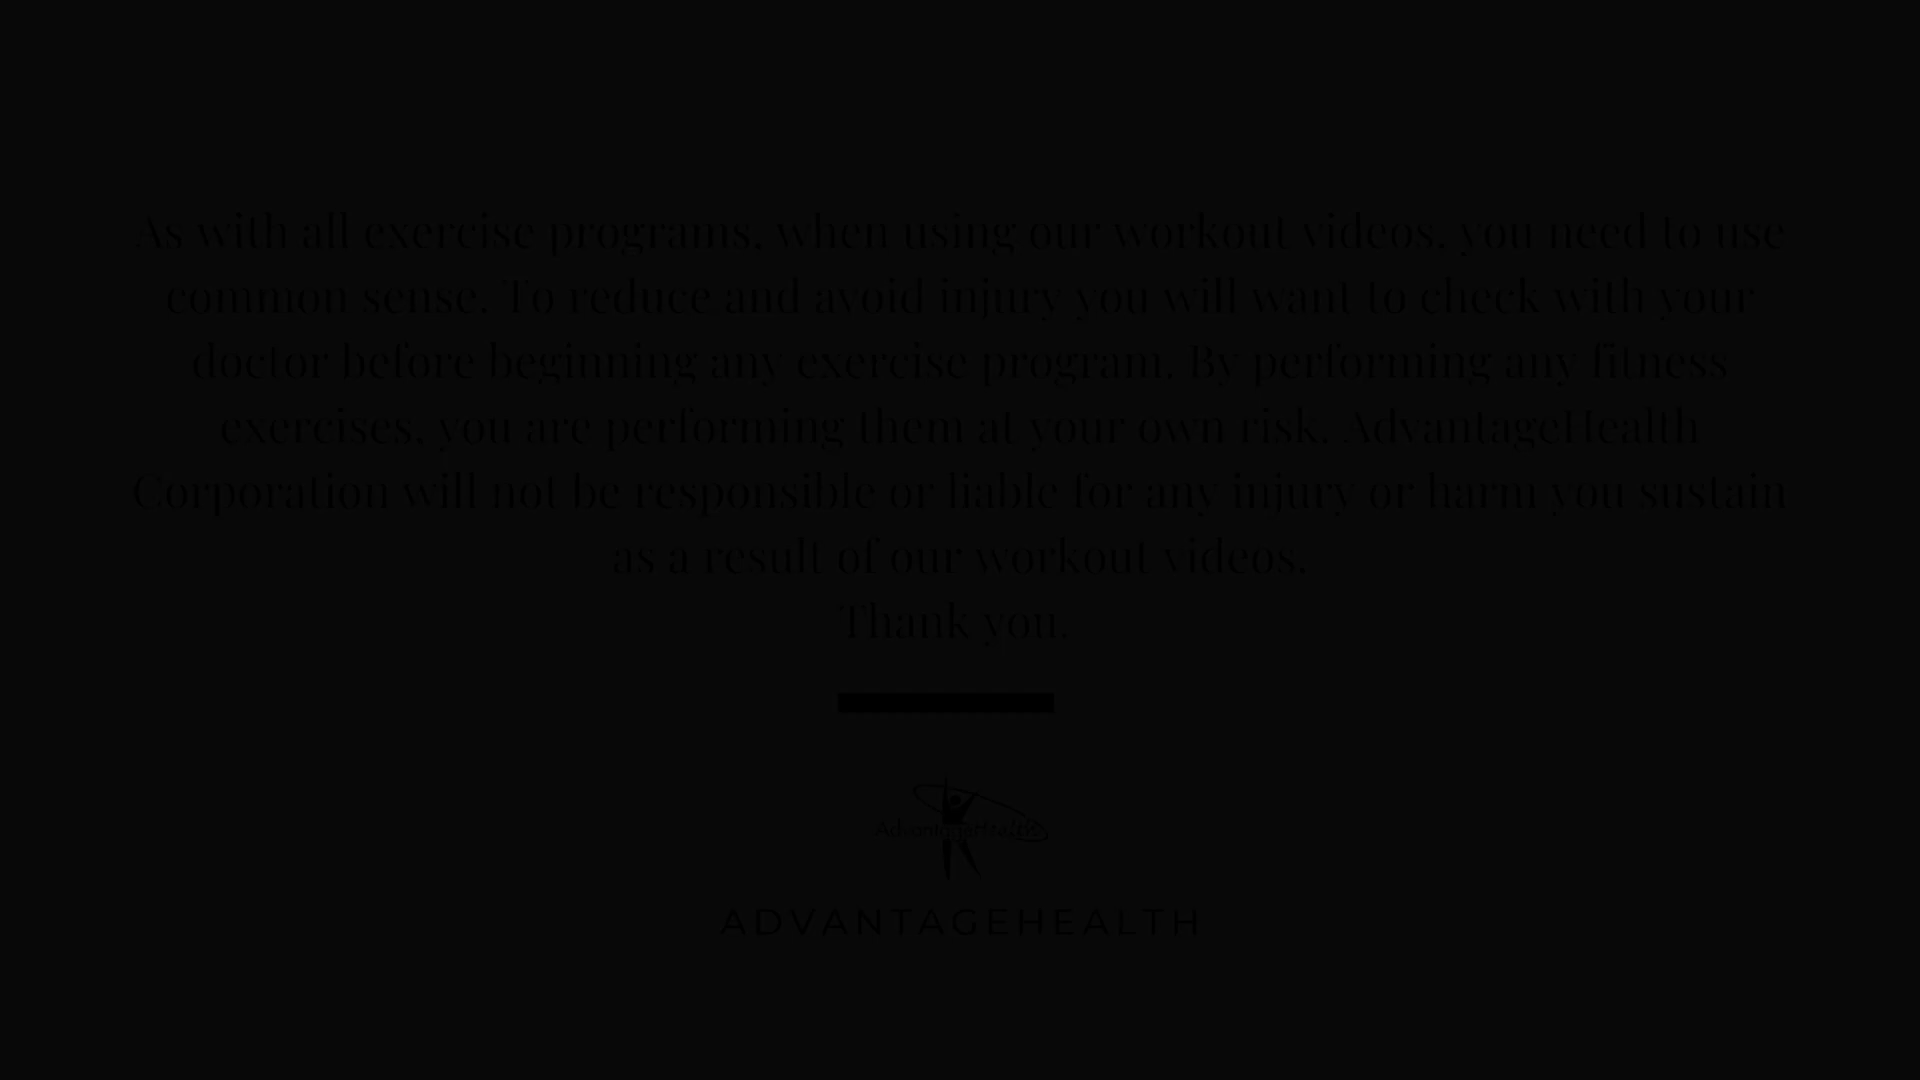 As with all exercise programs, when using our workout videos, you need to use
common sense. To reduce and avoid injury you will want to check with your
doctor before beginning any exercise program. By performing any fitness
exercises, you are performing them at your own risk. AdvantageHealth
Corporation will not be responsible or liable for any injury or harm you sustain
as a result of our workout videos.
Thank you.
AdvantageHealth
ADVANTAGEHEALTH